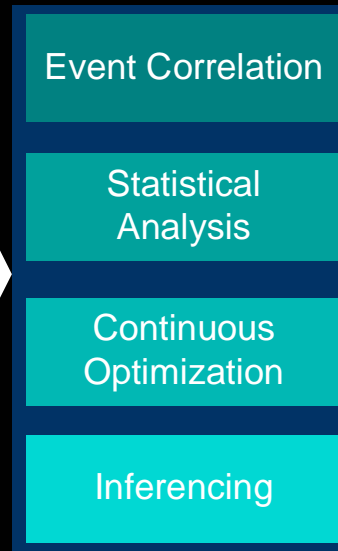 Event Correlation
Statistical
Analysis
Continuous
Optimization
Inferencing